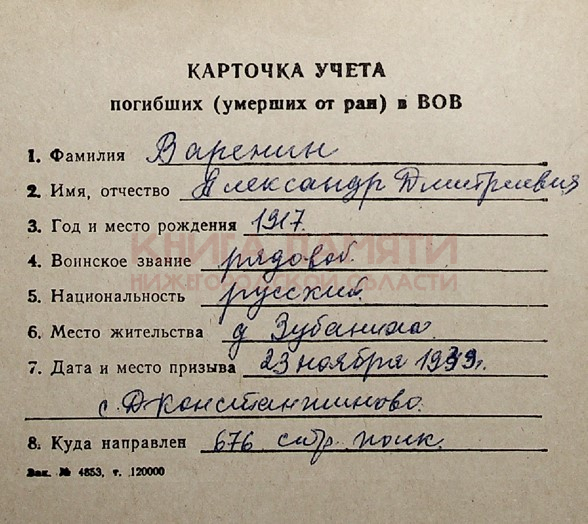 КАРТОЧКА УЧЕТА
погибших (умерших от ран) в ВОВ
1. Фамилия Варенин
2. Имя, отчество Александр Дмитриевич
3. Год и место рождения 1917.
КНИГА ПАМЯТИ
4. Воинское звание рядовой.
НИЖЕГОРОДСКОЙ ОБЛАСТИ
5. Национальность русский.
6. Место жительства д Зубаниха
7. Дата и место призыва 23 ноября 1939г.
с. Дконстантиново.
8. Куда направлен 676 стр. полк.
Зак. № 4853, т. 120000